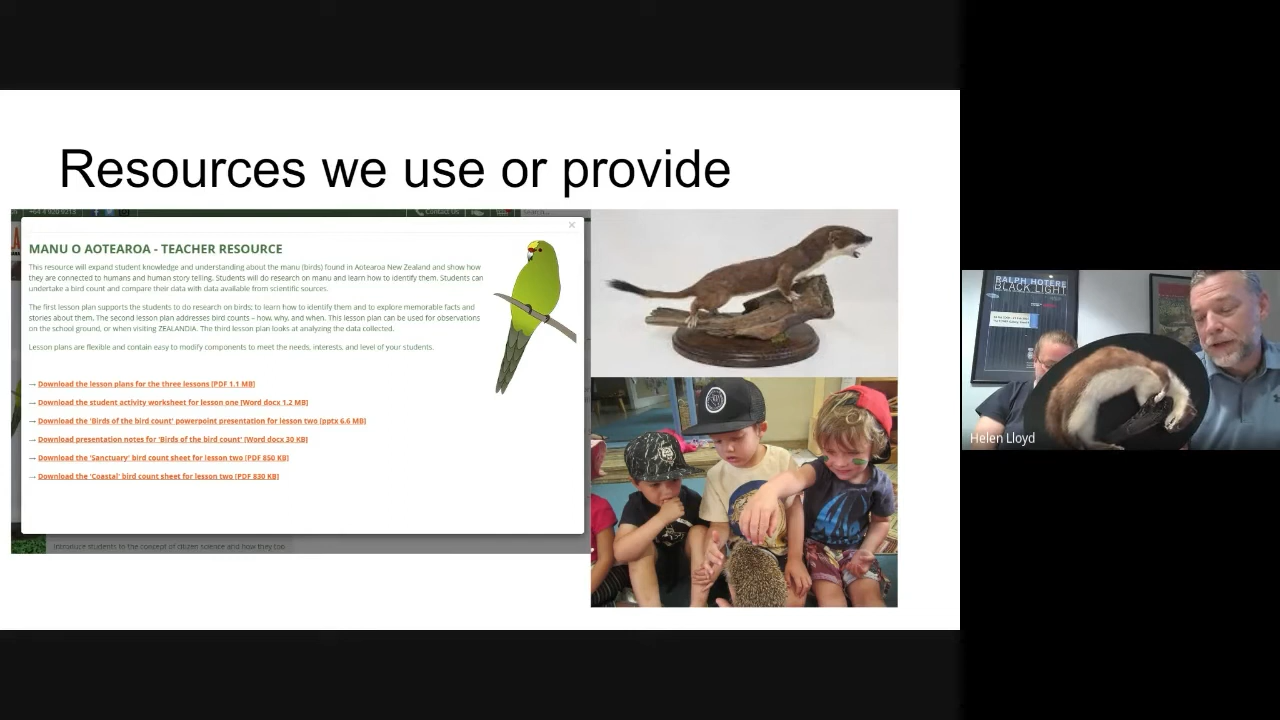 Resources we use or provide
+64 4 920 9213
Contact Us
Search...
MANU O AOTEAROA - TEACHER RESOURCE
This resource will expand student knowledge and understanding about the manu (birds) found in Aotearoa New Zealand and show how
they are connected to humans and human story telling. Students will do research on manu and learn how to identify them. Students can
undertake a bird count and compare their data with data available from scientific sources.
The first lesson plan supports the students to do research on birds; to learn how to identify them and to explore memorable facts and
stories about them. The second lesson plan addresses bird counts – how, why, and when. This lesson plan can be used for observations
on the school ground, or when visiting ZEALANDIA. The third lesson plan looks at analyzing the data collected.
Lesson plans are flexible and contain easy to modify components to meet the needs, interests, and level of your students.
→ Download the lesson plans for the three lessons [PDF 1.1 MB]
→ Download the student activity worksheet for lesson one [Word docx 1.2 MB]
→ Download the 'Birds of the bird count' powerpoint presentation for lesson two [pptx 6.6 MB]
→ Download presentation notes for 'Birds of the bird count' [Word docx 30 KB]
→ Download the 'Sanctuary' bird count sheet for lesson two [PDF 850 KB]
→ Download the 'Coastal' bird count sheet for lesson two [PDF 830 KB]
Introduce students to the concept of citizen science and how they too
RALPH HOTERE
BLACK LIGHT
Helen Lloyd